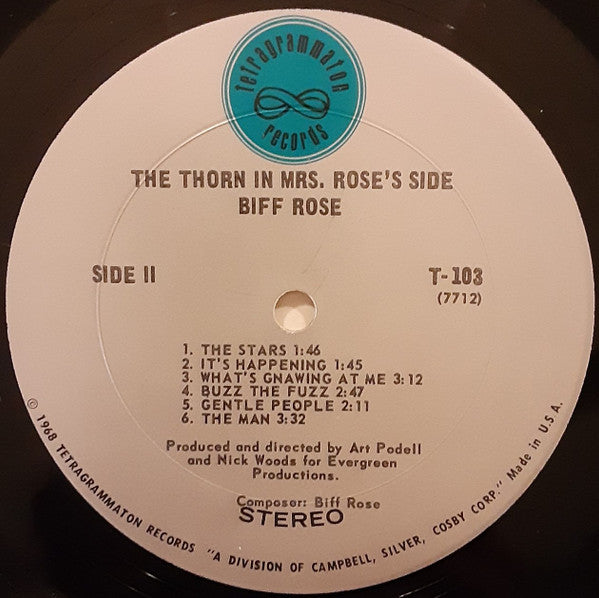 tetragrammaton
records
THE THORN IN MRS. ROSE'S SIDE
BIFF ROSE
SIDE II
T-103
(7712)
1. THE STARS 1:46
2. IT'S HAPPENING 1:45
3. WHAT'S GNAWING AT ME 3:12
4. BUZZ THE FUZZ 2:47
5. GENTLE PEOPLE 2:11
6. THE MAN 3:32
Produced and directed by Art Podell
and Nick Woods for Evergreen
Productions.
Composer: Biff Rose
STEREO
© 1968 TETRAGRAMMATON RECORDS "A DIVISION OF CAMPBELL, SILVER, COSBY CORP." Made in U.S.A.